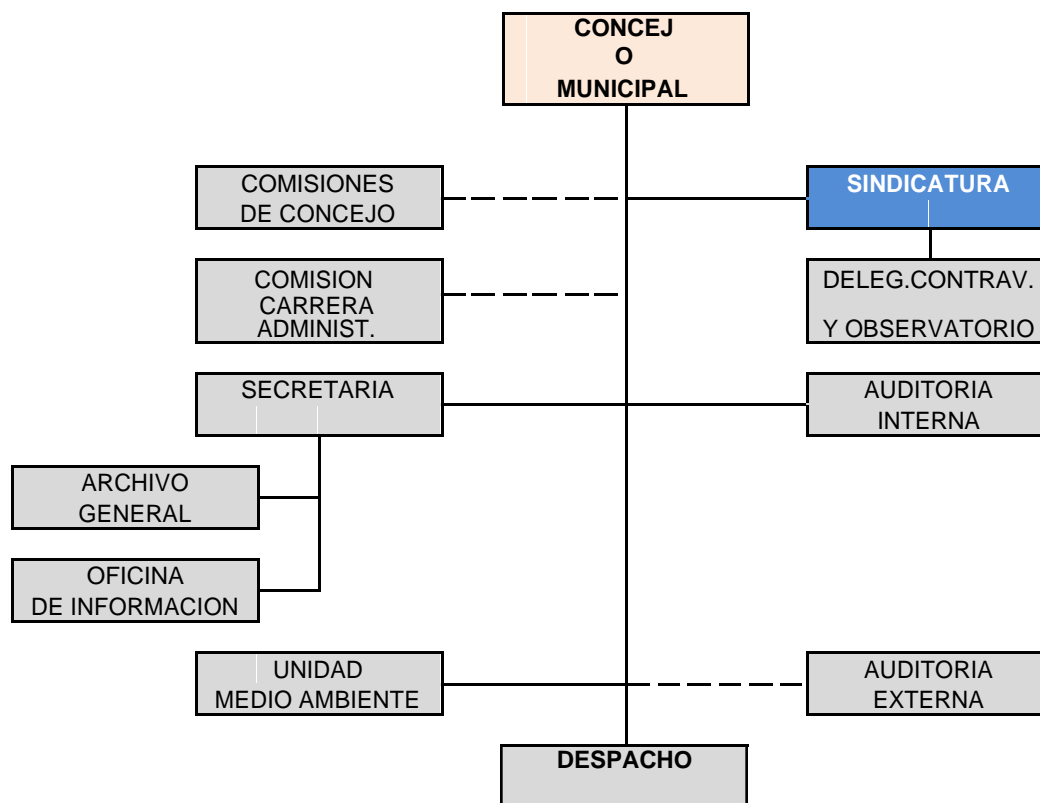 CONCEJ
O
MUNICIPAL
COMISIONES
DE CONCEJO
SINDICATURA
COMISION
CARRERA
ADMINIST.
DELEG.CONTRAV.
Y OBSERVATORIO
SECRETARIA
AUDITORIA
INTERNA
ARCHIVO
GENERAL
OFICINA
DE INFORMACION
UNIDAD
MEDIO AMBIENTE
AUDITORIA
EXTERNA
DESPACHO